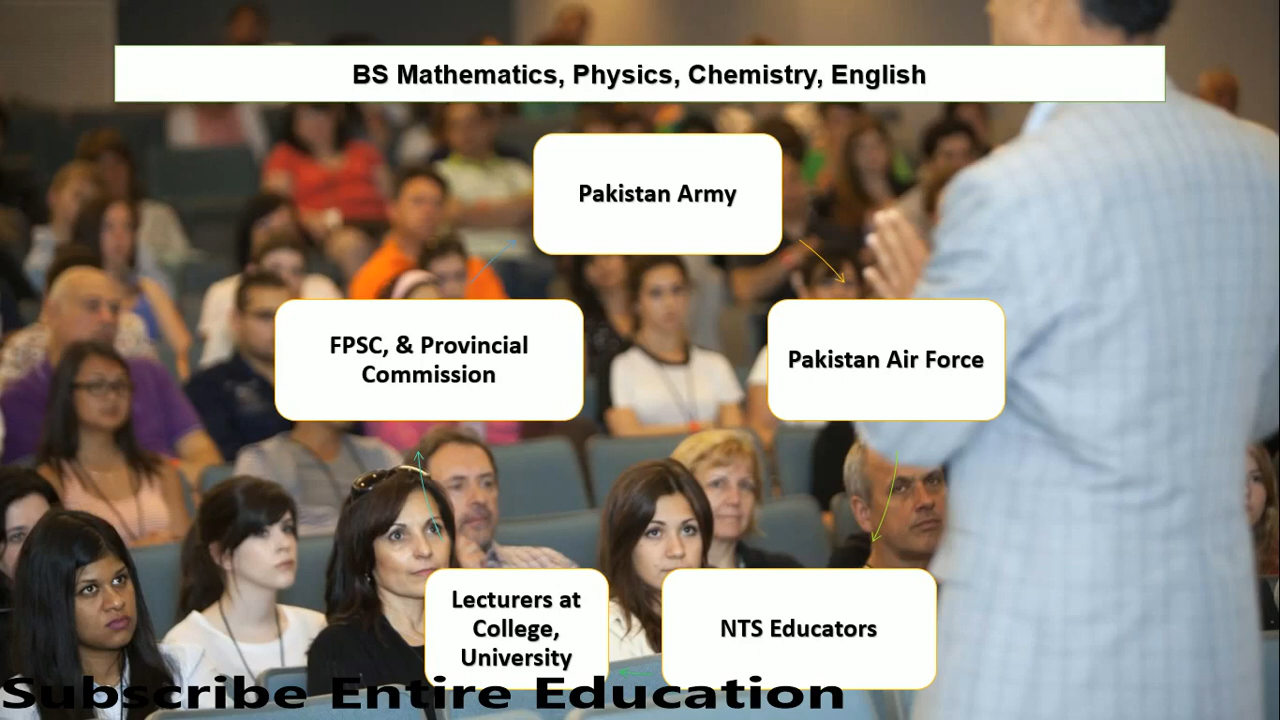 BS Mathematics, Physics, Chemistry, English
Pakistan Army
FPSC, & Provincial
Commission
Pakistan Air Force
Lecturers at
College,
University
NTS Educators
Subscribe Entire Education